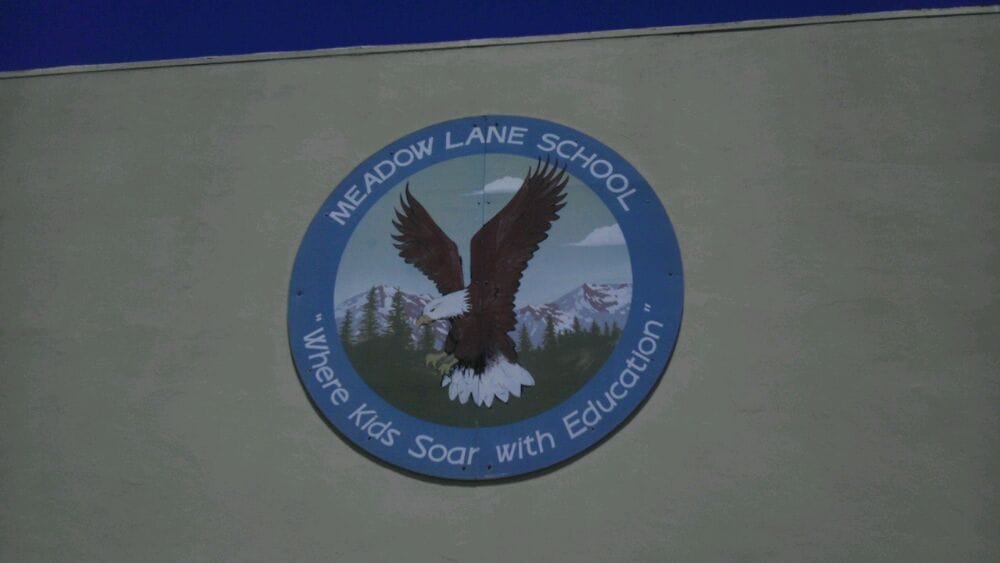 MEADOW LANE SCHOOL
"Where Kids Soar with Education"